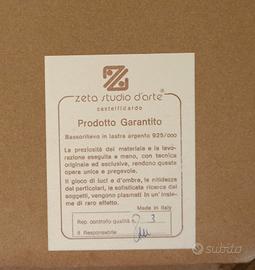 zeta studio d'arte
castelfidardo
Prodotto Garantito
Bassorilievo in lastra argento 925/000
La preziosità del materiale e la lavo-
razione eseguita a mano, con tecnica
originale ed esclusiva, rendono questa
opera unica e pregevole.
Il gioco di luci e d'ombre, la nitidezza
dei particolari, la sofisticata ricerca dei
soggetti, vengono plasmati in un' insie-
me di raro effetto.
Made in Italy
Rep. controllo qualità n. 3
Il Responsabile
subito